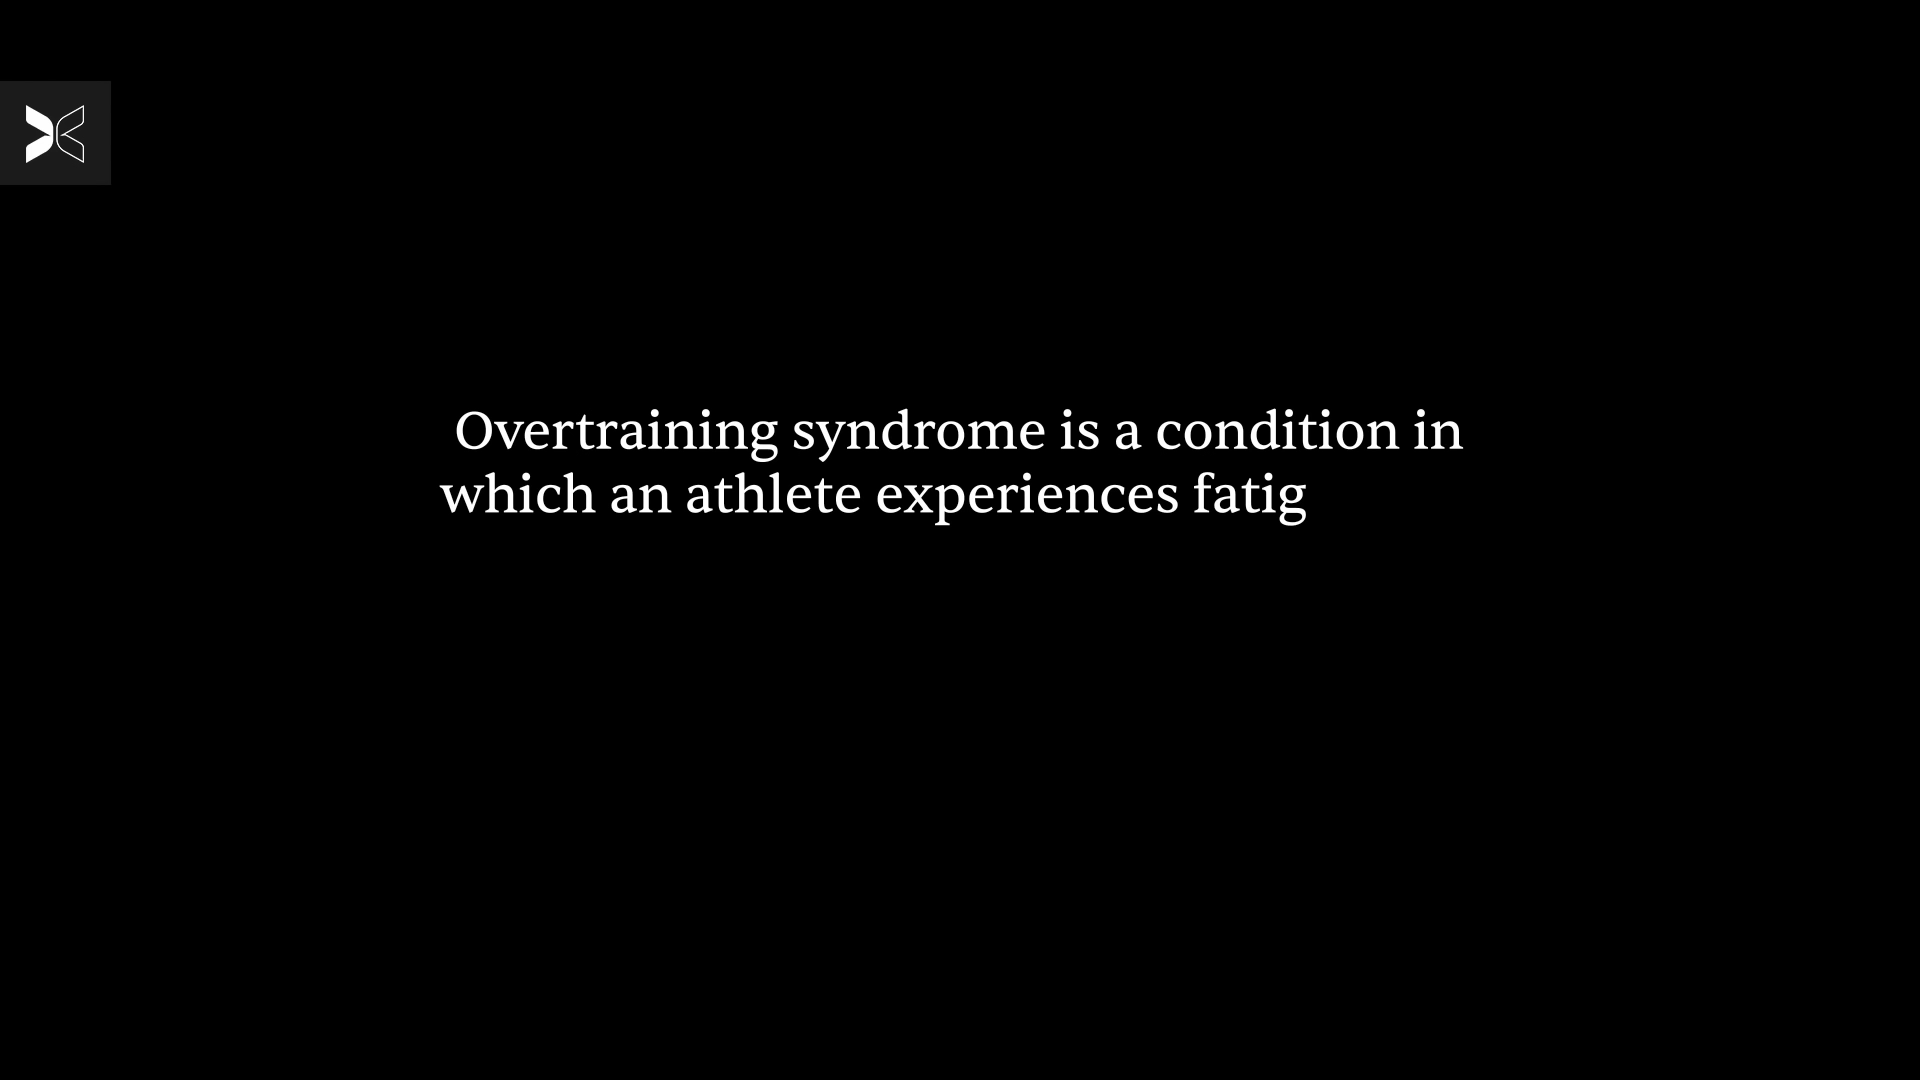 Overtraining syndrome is a condition in
which an athlete experiences fatig